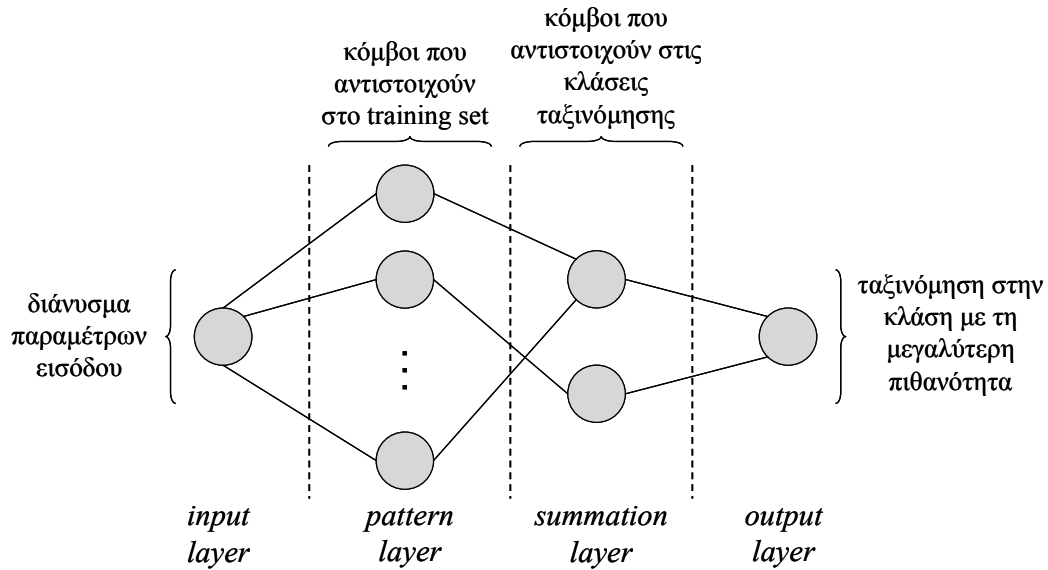 κόμβοι που
αντιστοιχούν
στο training set
κόμβοι που
αντιστοιχούν στις
κλάσεις
ταξινόμησης
διάνυσμα
παραμέτρων
εισόδου
ταξινόμηση στην
κλάση με τη
μεγαλύτερη
πιθανότητα
input
layer
pattern
layer
summation
layer
output
layer